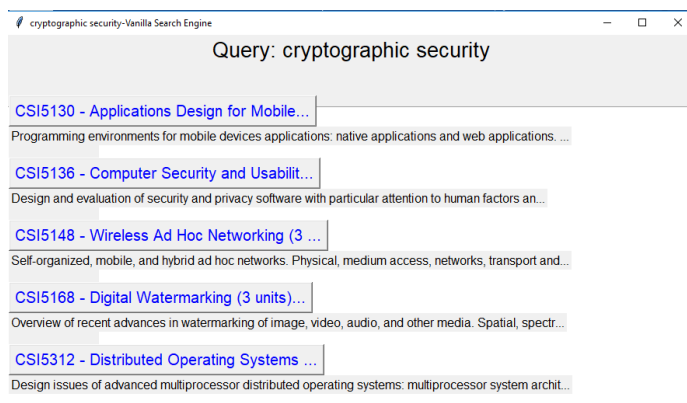 cryptographic security-Vanilla Search Engine
Query: cryptographic security
CSI5130 - Applications Design for Mobile...
Programming environments for mobile devices applications: native applications and web applications. ...
CSI5136 - Computer Security and Usabilit...
Design and evaluation of security and privacy software with particular attention to human factors an...
CSI5148 - Wireless Ad Hoc Networking (3 ...
Self-organized, mobile, and hybrid ad hoc networks. Physical, medium access, networks, transport and...
CSI5168 - Digital Watermarking (3 units)...
Overview of recent advances in watermarking of image, video, audio, and other media. Spatial, spectr...
CSI5312 - Distributed Operating Systems ...
Design issues of advanced multiprocessor distributed operating systems: multiprocessor system archit...